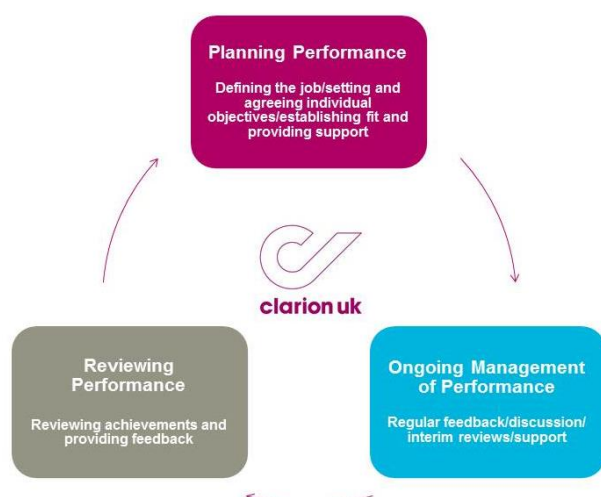 Planning Performance
Defining the job/setting and
agreeing individual
objectives/establishing fit and
providing support
clarion uk
Reviewing
Performance
Reviewing achievements and
providing feedback
Ongoing Management
of Performance
Regular feedback/discussion/
interim reviews/support